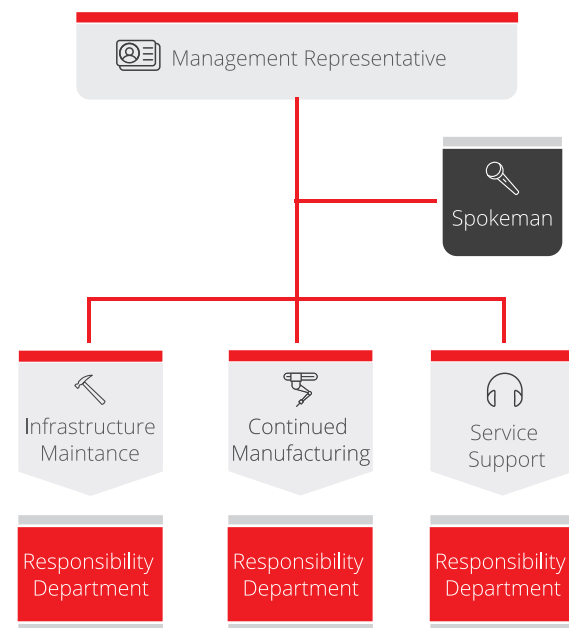 Management Representative
Spokeman
Infrastructure
Maintance
Continued
Manufacturing
Service
Support
Responsibility
Department
Responsibility
Department
Responsibility
Department